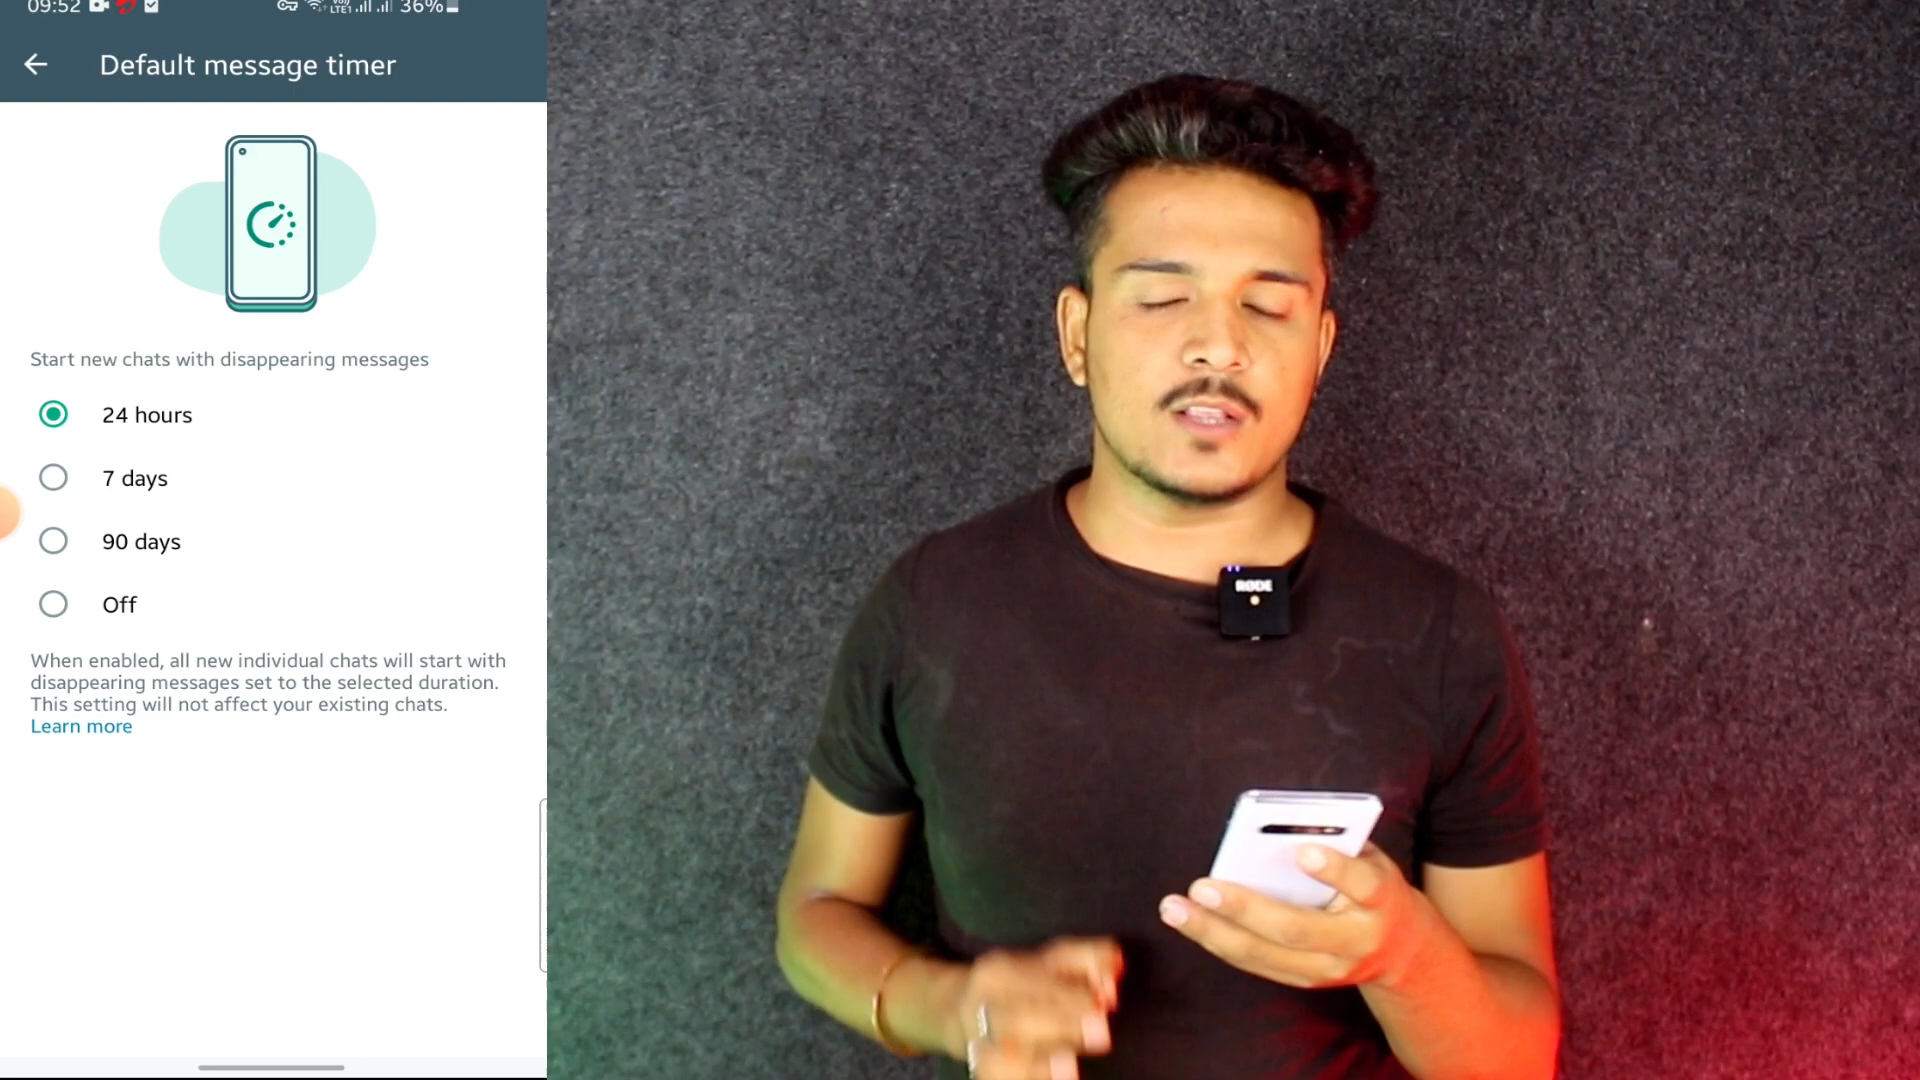 09:52 36%
Default message timer
Start new chats with disappearing messages
24 hours
7 days
90 days
Off
When enabled, all new individual chats will start with
disappearing messages set to the selected duration.
This setting will not affect your existing chats.
Learn more
RØDE